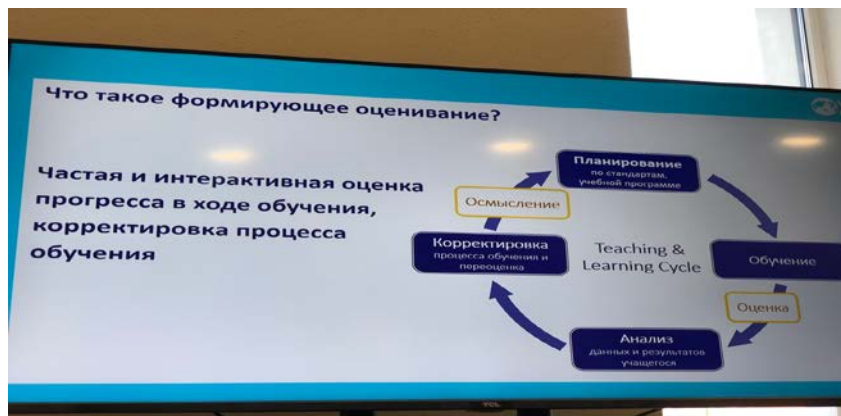 Что такое формирующее оценивание?
Частая и интерактивная оценка
прогресса в ходе обучения,
корректировка процесса
обучения
Планирование
по стандартам,
учебной программе
Осмысление
Корректировка
процесса обучения и
переоценка
Teaching &
Learning Cycle
Обучение
Оценка
Анализ
данных и результатов
учащегося
TCL